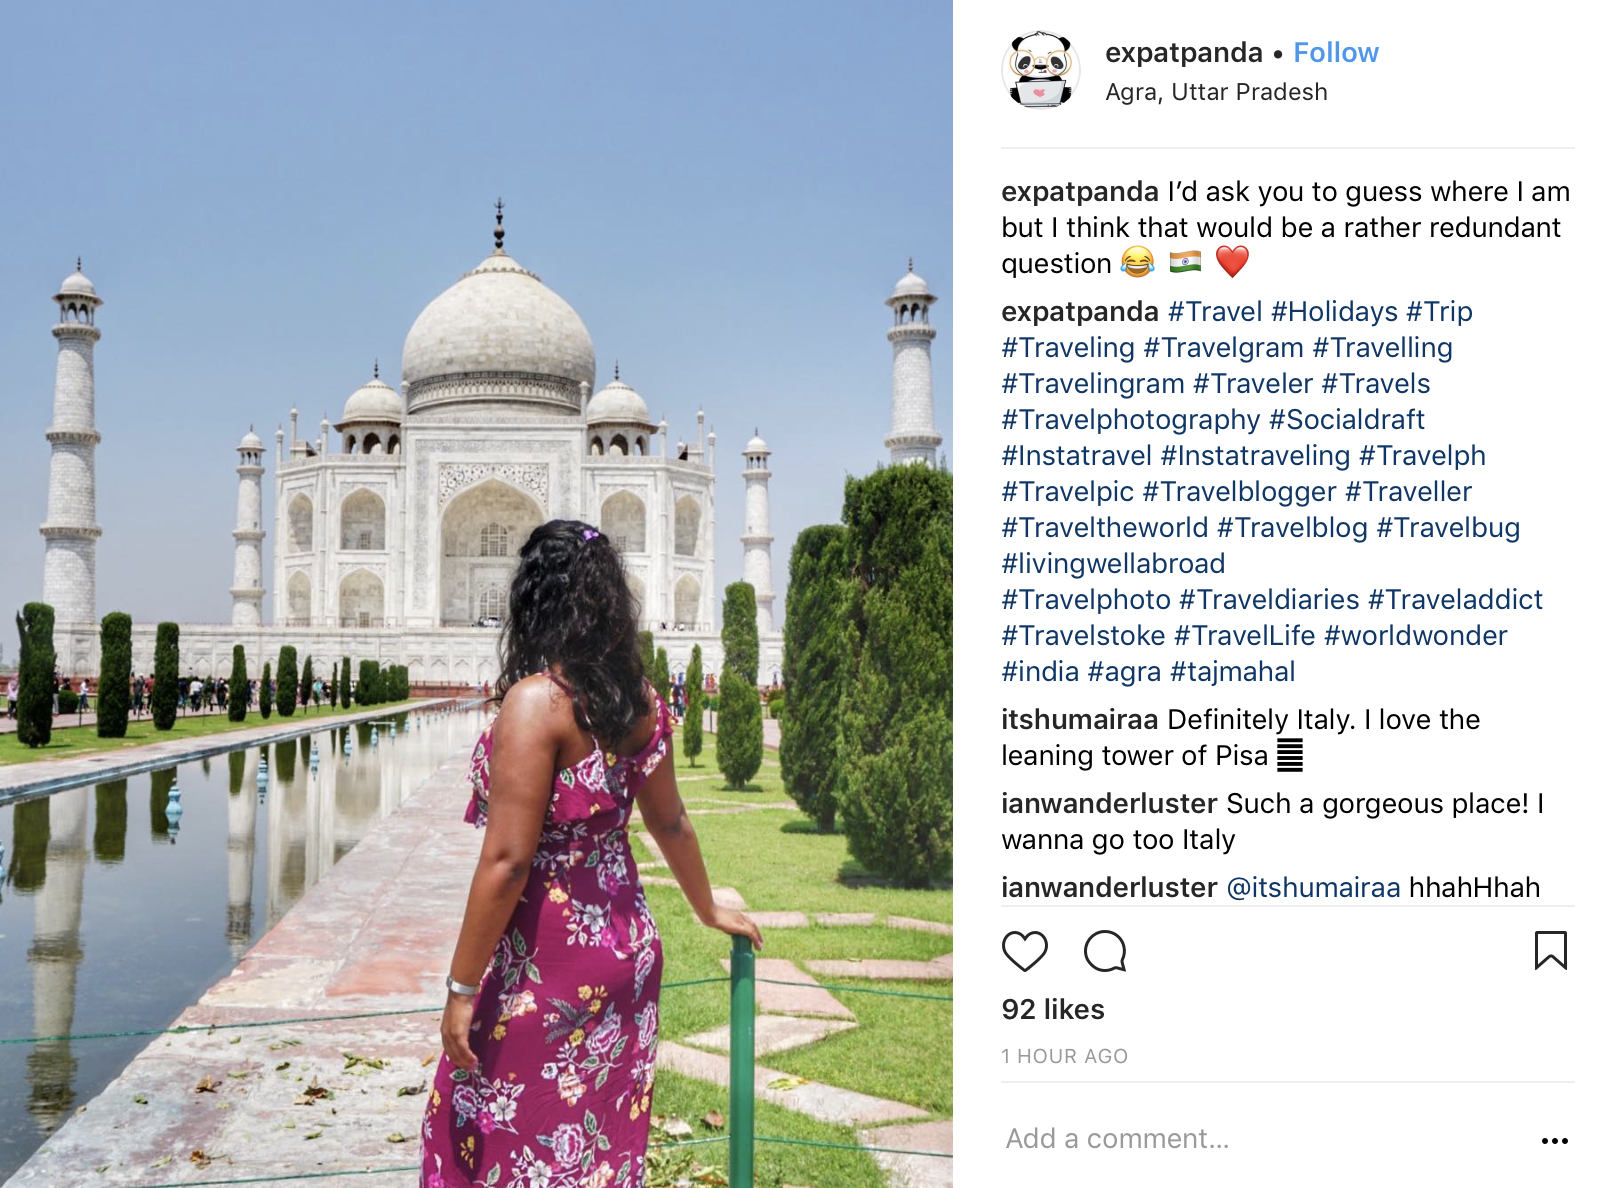 expatpanda • Follow
Agra, Uttar Pradesh
expatpanda I’d ask you to guess where I am
but I think that would be a rather redundant
question 😂 🇮🇳 ❤️
expatpanda #Travel #Holidays #Trip
#Traveling #Travelgram #Travelling
#Travelingram #Traveler #Travels
#Travelphotography #Socialdraft
#Instatravel #Instatraveling #Travelph
#Travelpic #Travelblogger #Traveller
#Traveltheworld #Travelblog #Travelbug
#livingwellabroad
#Travelphoto #Traveldiaries #Traveladdict
#Travelstoke #TravelLife #worldwonder
#india #agra #tajmahal
itshumairaa Definitely Italy. I love the
leaning tower of Pisa
ianwanderluster Such a gorgeous place! I
wanna go too Italy
ianwanderluster @itshumairaa hhahHhah
92 likes
1 HOUR AGO
Add a comment...